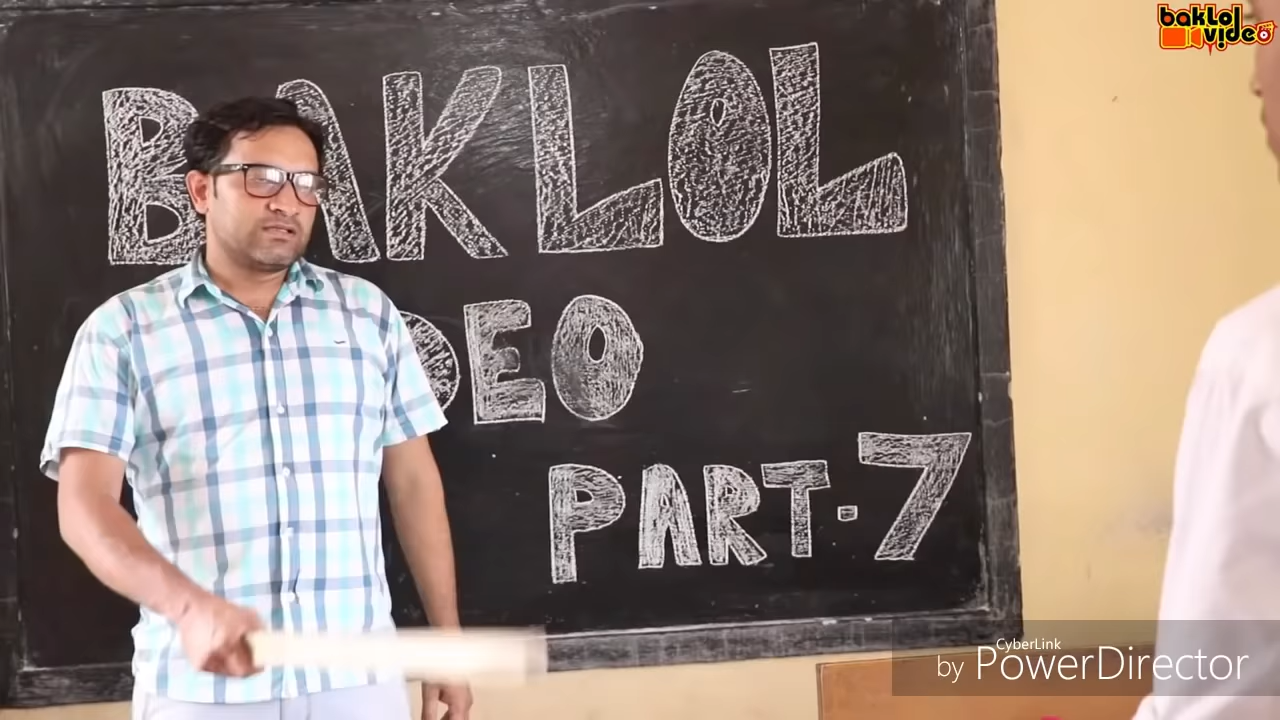 baklol
video
BAKLOL
DEO
PART-7
CyberLink
by PowerDirector